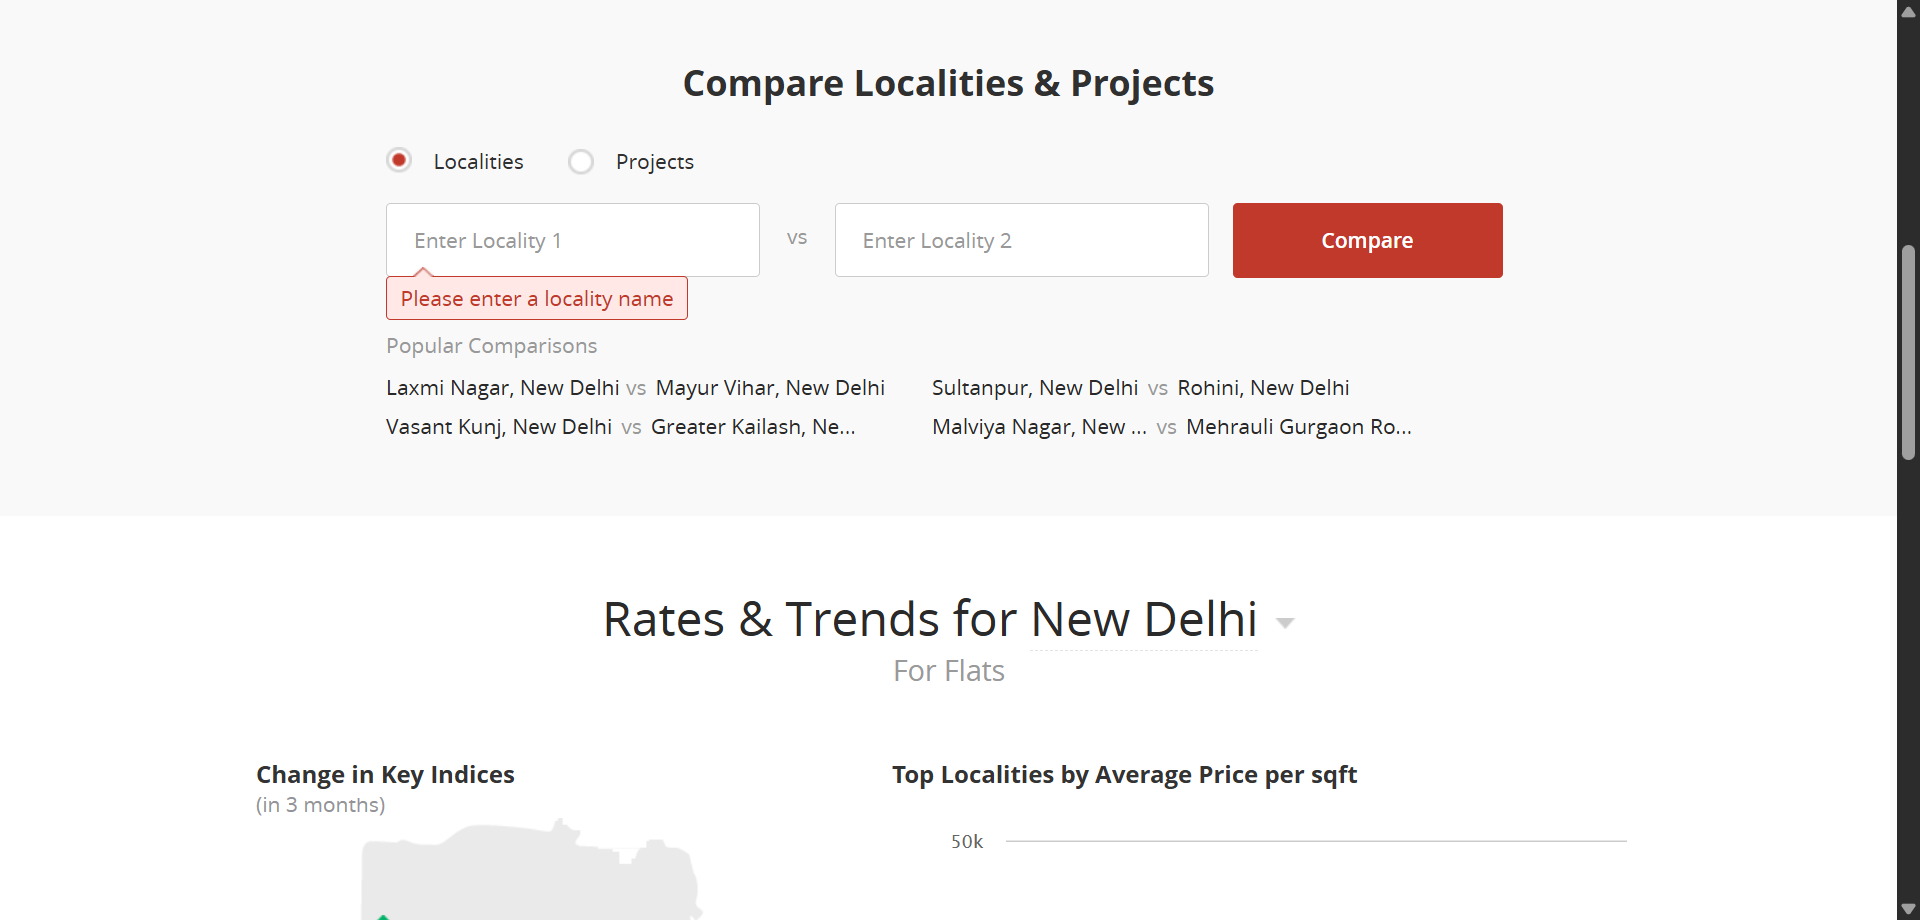 Compare Localities & Projects
Localities
Projects
Enter Locality 1
vs
Enter Locality 2
Compare
Please enter a locality name
Popular Comparisons
Laxmi Nagar, New Delhi vs Mayur Vihar, New Delhi
Sultanpur, New Delhi vs Rohini, New Delhi
Vasant Kunj, New Delhi vs Greater Kailash, Ne...
Malviya Nagar, New ... vs Mehrauli Gurgaon Ro...
Rates & Trends for New Delhi
For Flats
Change in Key Indices
(in 3 months)
Top Localities by Average Price per sqft
50k